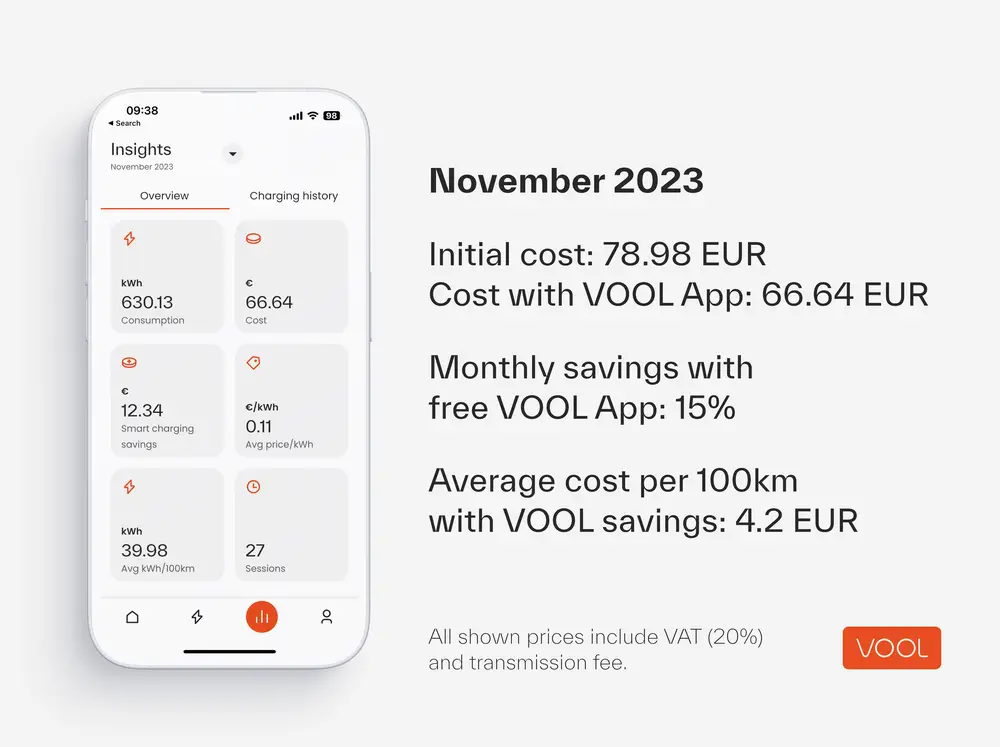 09:38
98
◀ Search
Insights
November 2023
Overview
Charging history
kWh
630.13
Consumption
€
66.64
Cost
€
12.34
Smart charging
savings
€/kWh
0.11
Avg price/kWh
kWh
39.98
Avg kWh/100km
27
Sessions
November 2023
Initial cost: 78.98 EUR
Cost with VOOL App: 66.64 EUR
Monthly savings with
free VOOL App: 15%
Average cost per 100km
with VOOL savings: 4.2 EUR
All shown prices include VAT (20%)
and transmission fee.
VOOL